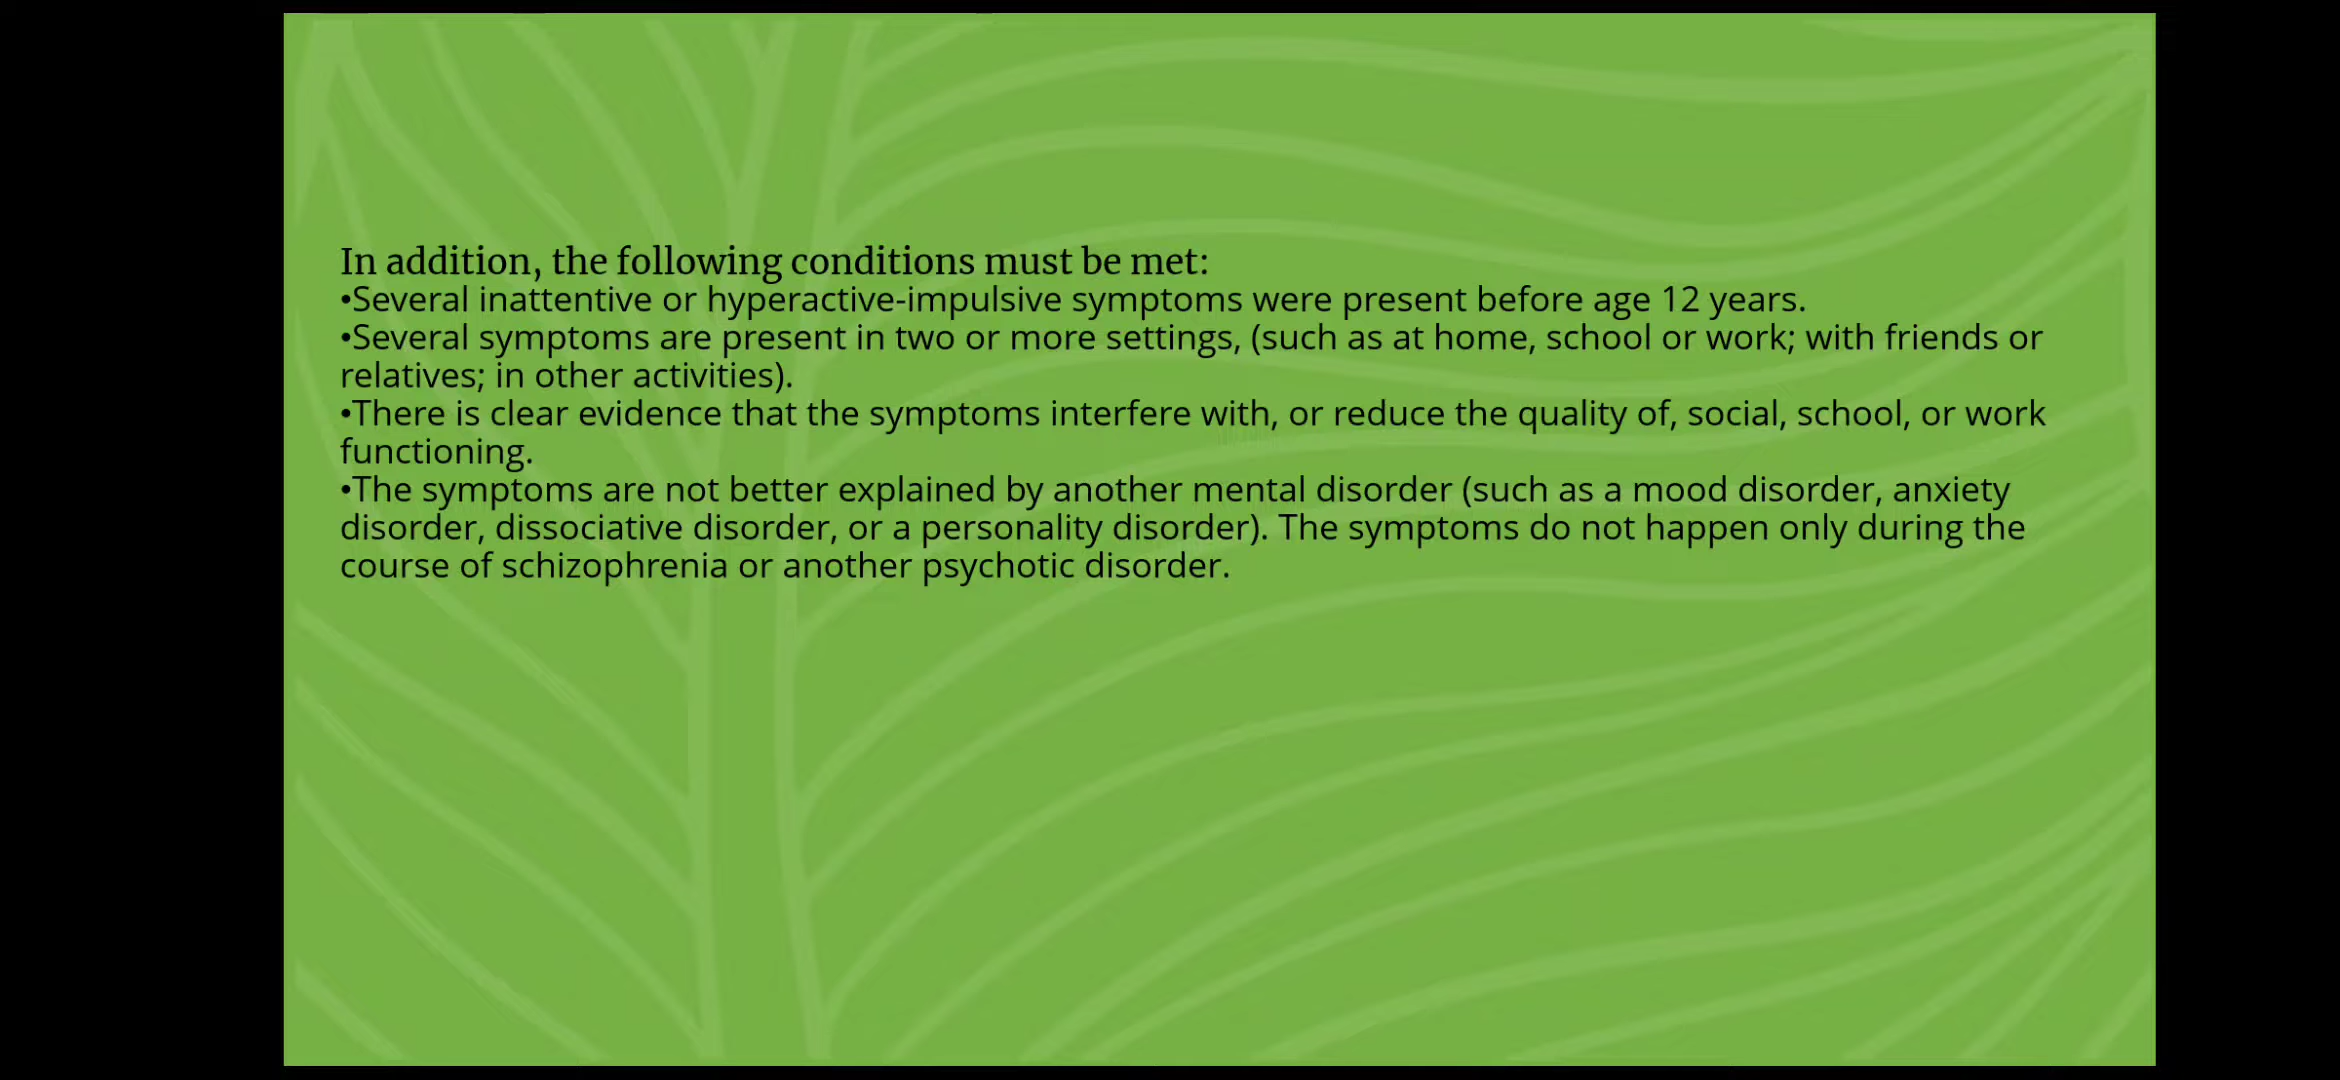 In addition, the following conditions must be met:
•Several inattentive or hyperactive-impulsive symptoms were present before age 12 years.
•Several symptoms are present in two or more settings, (such as at home, school or work; with friends or
relatives; in other activities).
•There is clear evidence that the symptoms interfere with, or reduce the quality of, social, school, or work
functioning.
•The symptoms are not better explained by another mental disorder (such as a mood disorder, anxiety
disorder, dissociative disorder, or a personality disorder). The symptoms do not happen only during the
course of schizophrenia or another psychotic disorder.